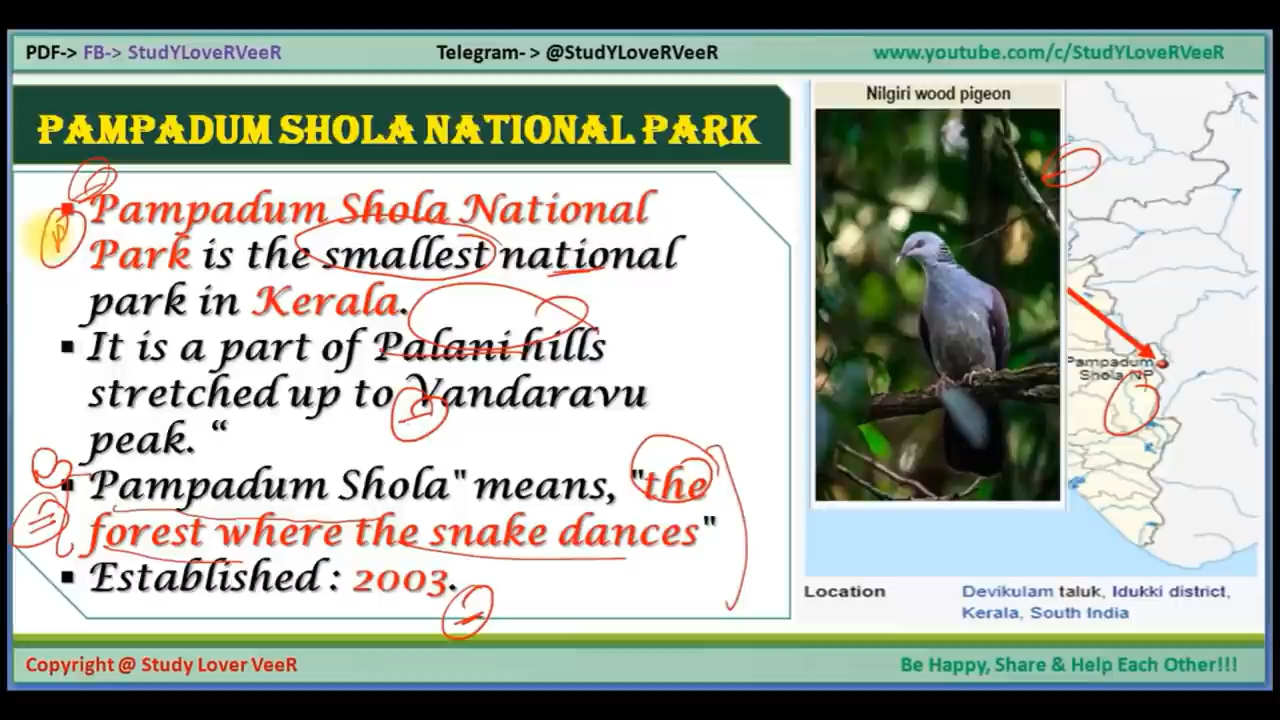 PDF-> FB-> StudYLoveRVeeR
Telegram- > @StudYLoveRVeeR
www.youtube.com/c/StudYLoveRVeeR
PAMPADUM SHOLA NATIONAL PARK
Pampadum Shola National
Park is the smallest national
park in Kerala.
It is a part of Palani hills
stretched up to Vandaravu
peak. “
Pampadum Shola" means, "the
forest where the snake dances"
Established : 2003.
Nilgiri wood pigeon
Pampadum
Shola NP
Location
Devikulam taluk, Idukki district,
Kerala, South India
Copyright @ Study Lover VeeR
Be Happy, Share & Help Each Other!!!